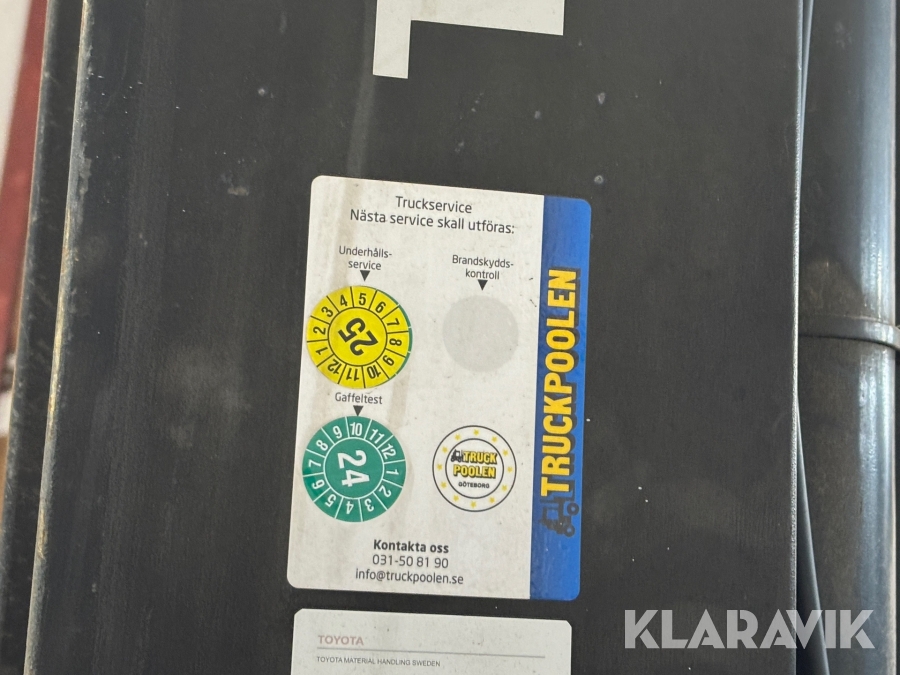 Truckservice
Nästa service skall utföras:
Underhålls-
service
Brandskydds-
kontroll
1 2 3 4 5 6 7 8 9 10 11 12
25
Gaffeltest
1 2 3 4 5 6 7 8 9 10 11 12
24
TRUCK
POOLEN
GÖTEBORG
TRUCKPOOLEN
Kontakta oss
031-50 81 90
info@truckpoolen.se
TOYOTA
TOYOTA MATERIAL HANDLING SWEDEN
KLARAVIK